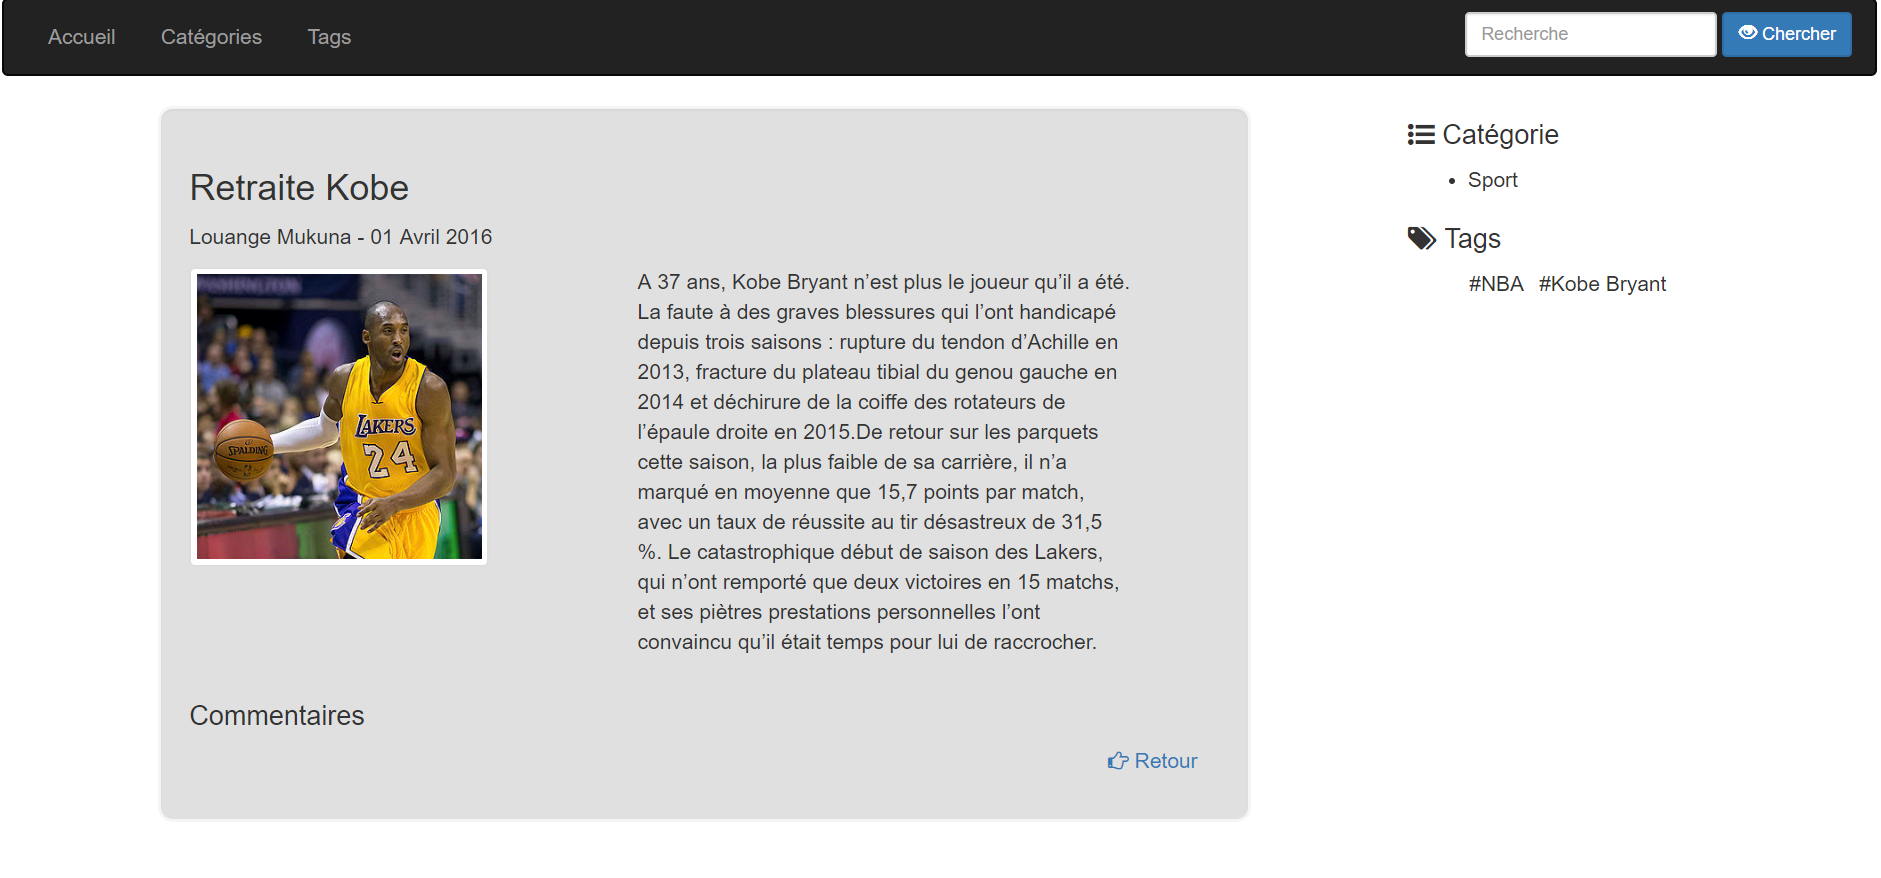 Accueil
Catégories
Tags
Recherche
Chercher
Retraite Kobe
Louange Mukuna - 01 Avril 2016
WASHINGTON
LAKERS
24
SPALDING
A 37 ans, Kobe Bryant n’est plus le joueur qu’il a été.
La faute à des graves blessures qui l’ont handicapé
depuis trois saisons : rupture du tendon d’Achille en
2013, fracture du plateau tibial du genou gauche en
2014 et déchirure de la coiffe des rotateurs de
l’épaule droite en 2015.De retour sur les parquets
cette saison, la plus faible de sa carrière, il n’a
marqué en moyenne que 15,7 points par match,
avec un taux de réussite au tir désastreux de 31,5
%. Le catastrophique début de saison des Lakers,
qui n’ont remporté que deux victoires en 15 matchs,
et ses piètres prestations personnelles l’ont
convaincu qu’il était temps pour lui de raccrocher.
Commentaires
Retour
Catégorie
Sport
Tags
#NBA #Kobe Bryant